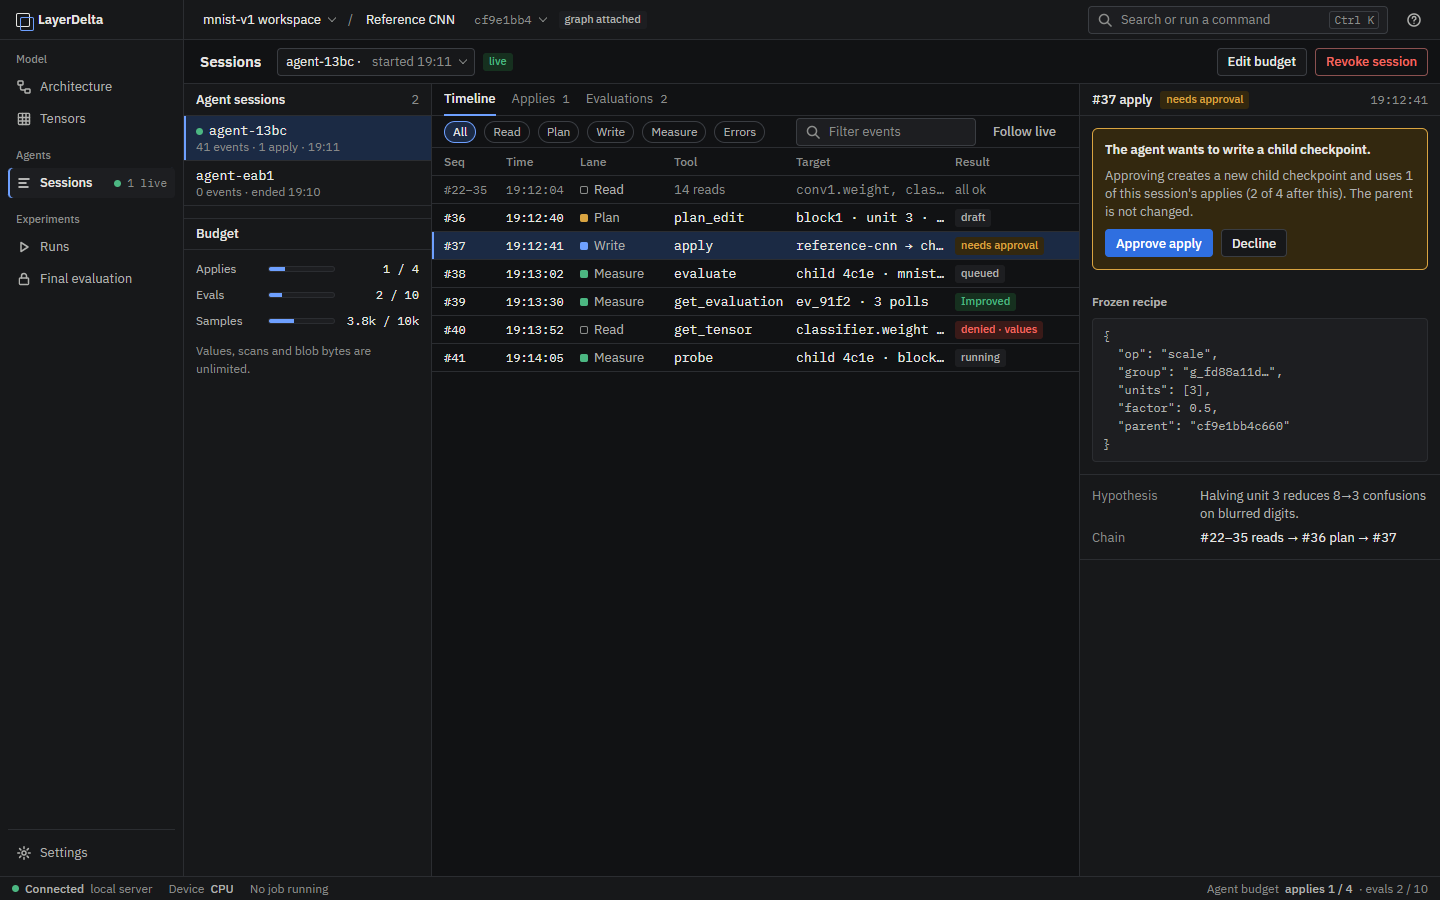 LayerDelta
mnist-v1 workspace / Reference CNN cf9e1bb4 graph attached
Search or run a command Ctrl K
Model
Architecture
Tensors
Agents
Sessions 1 live
Experiments
Runs
Final evaluation
Settings
Sessions agent-13bc · started 19:11 live
Edit budget Revoke session
Agent sessions 2
agent-13bc
41 events · 1 apply · 19:11
agent-eab1
0 events · ended 19:10
Budget
Applies 1 / 4
Evals 2 / 10
Samples 3.8k / 10k
Values, scans and blob bytes are
unlimited.
Timeline Applies 1 Evaluations 2
All Read Plan Write Measure Errors Filter events Follow live
Seq Time Lane Tool Target Result
#22–35 19:12:04 Read 14 reads conv1.weight, clas… all ok
#36 19:12:40 Plan plan_edit block1 · unit 3 · … draft
#37 19:12:41 Write apply reference-cnn → ch… needs approval
#38 19:13:02 Measure evaluate child 4c1e · mnist… queued
#39 19:13:30 Measure get_evaluation ev_91f2 · 3 polls Improved
#40 19:13:52 Read get_tensor classifier.weight … denied · values
#41 19:14:05 Measure probe child 4c1e · block… running
#37 apply needs approval 19:12:41
The agent wants to write a child checkpoint.
Approving creates a new child checkpoint and uses 1
of this session's applies (2 of 4 after this). The parent
is not changed.
Approve apply Decline
Frozen recipe
{
"op": "scale",
"group": "g_fd88a11d…",
"units": [3],
"factor": 0.5,
"parent": "cf9e1bb4c660"
}
Hypothesis Halving unit 3 reduces 8→3 confusions
on blurred digits.
Chain #22–35 reads → #36 plan → #37
Connected local server Device CPU No job running
Agent budget applies 1 / 4 · evals 2 / 10